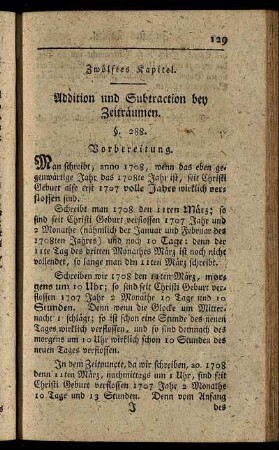 129
Zwölftes Kapitel.
Addition und Subtraction bey
Zeiträumen.
§. 288.
Vorbereitung.
Man schreibt, anno 1708, wenn das eben ge-
genwärtige Jahr das 1708te Jahr ist, seit Christi
Geburt also erst 1707 volle Jahre wirklich ver-
flossen sind.
Schreibt man 1708 den 11ten März; so
sind seit Christi Geburt verflossen 1707 Jahr und
2 Monathe (nähmlich der Januar und Februar des
1708ten Jahres) und noch 10 Tage: denn der
11te Tag des dritten Monathes März ist noch nicht
vollendet, so lange man den 11ten März schreibt.
Schreiben wir 1708 den 11ten März, mor-
gens um 10 Uhr; so sind seit Christi Geburt ver-
flossen 1707 Jahr 2 Monathe 10 Tage und 10
Stunden. Denn wenn die Glocke um Mitter-
nacht 1 schlägt; so ist schon eine Stunde des neuen
Tages wirklich verflossen, und so sind demnach des
morgens um 10 Uhr wirklich schon 10 Stunden des
neuen Tages verflossen.
In dem Zeitpuncte, da wir schreiben, ao. 1708
den 11ten März, nachmittags um 1 Uhr, sind seit
Christi Geburt verflossen 1707 Jahr 2 Monathe
10 Tage und 13 Stunden. Denn vom Anfang
J des